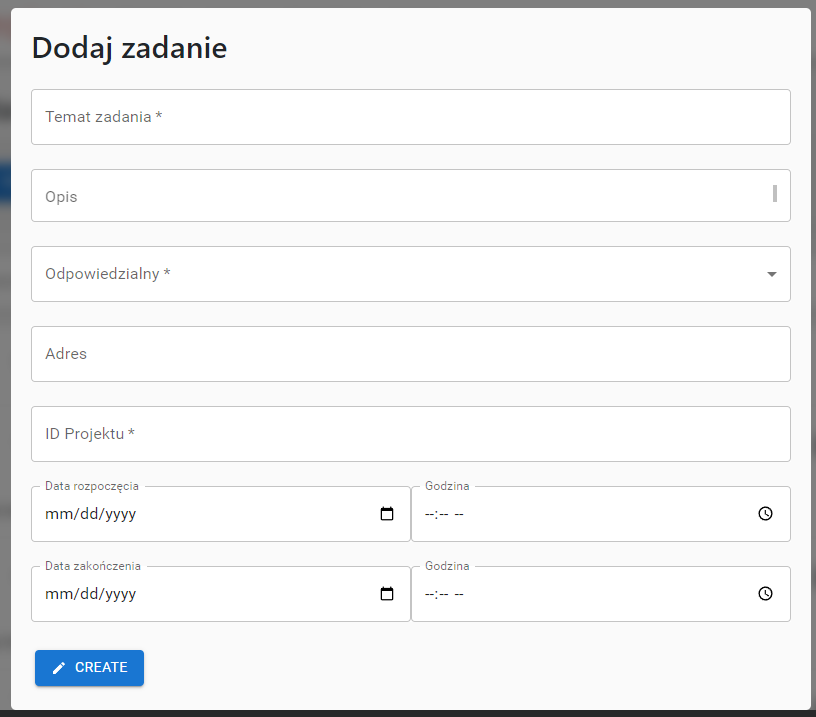 Dodaj zadanie
Temat zadania *
Opis
Odpowiedzialny *
Adres
ID Projektu *
Data rozpoczęcia
Godzina
mm/dd/yyyy
--:-- --
Data zakończenia
Godzina
mm/dd/yyyy
--:-- --
CREATE